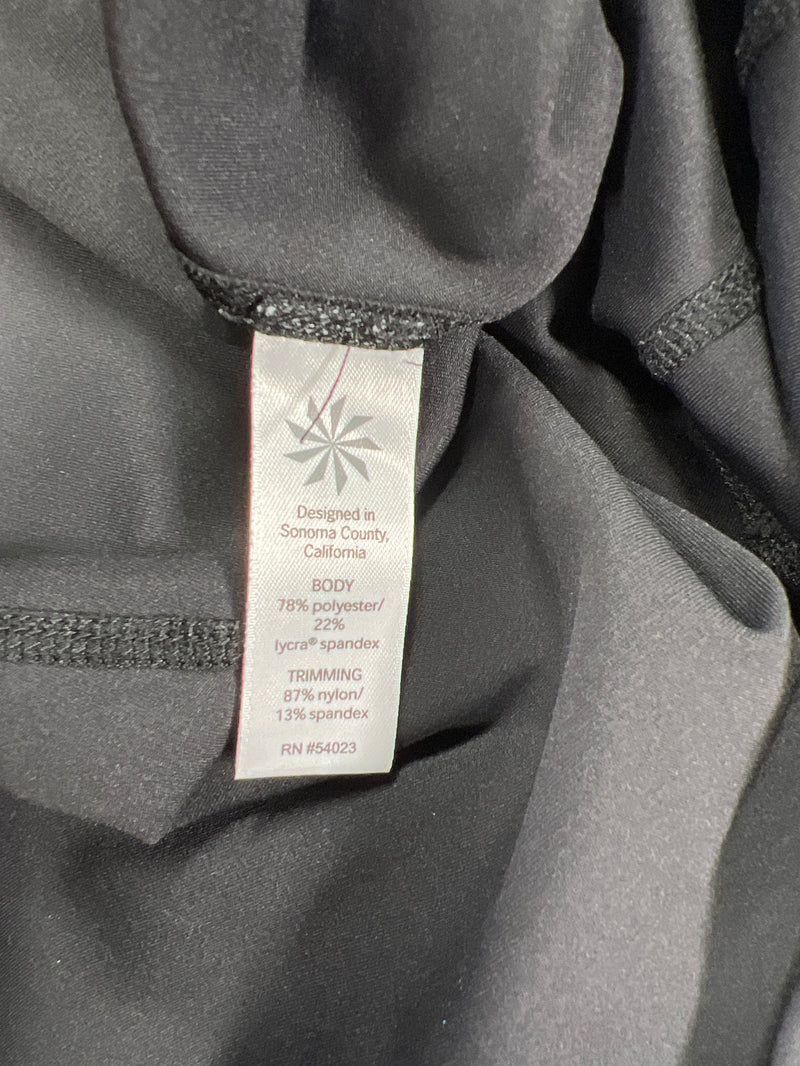 Designed in
Sonoma County,
California
BODY
78% polyester/
22%
lycra® spandex
TRIMMING
87% nylon/
13% spandex
RN #54023